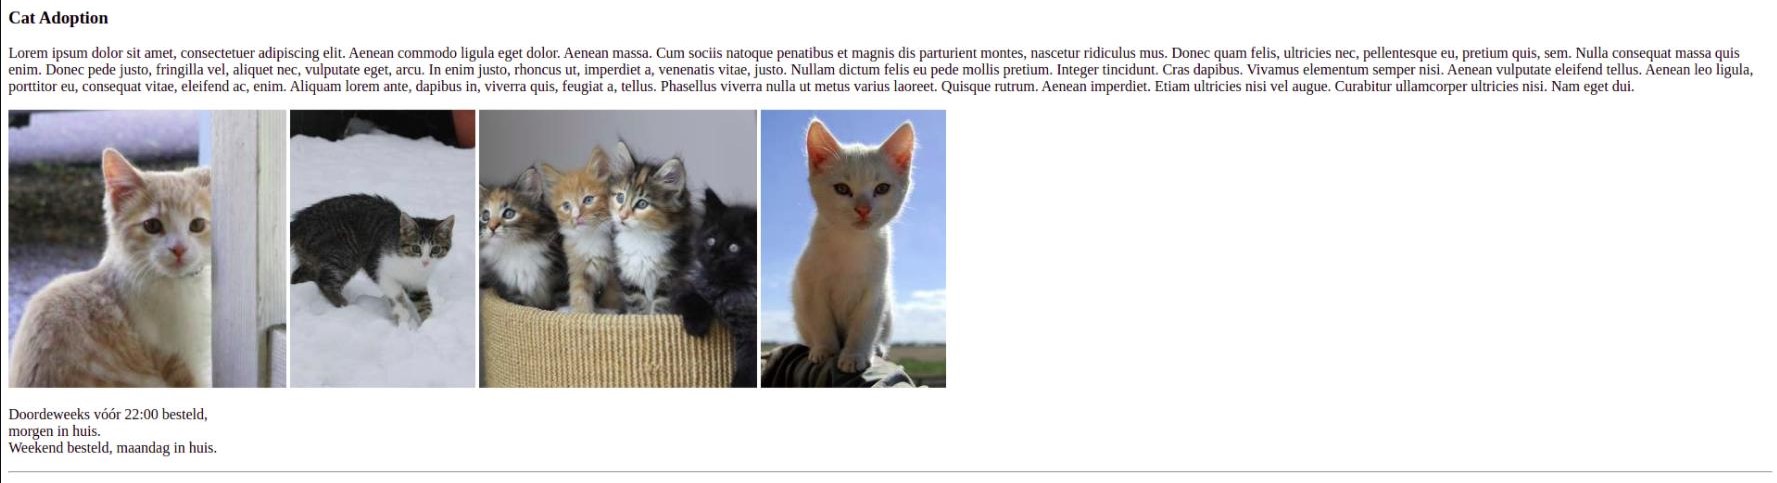 Cat Adoption
Lorem ipsum dolor sit amet, consectetuer adipiscing elit. Aenean commodo ligula eget dolor. Aenean massa. Cum sociis natoque penatibus et magnis dis parturient montes, nascetur ridiculus mus. Donec quam felis, ultricies nec, pellentesque eu, pretium quis, sem. Nulla consequat massa quis
enim. Donec pede justo, fringilla vel, aliquet nec, vulputate eget, arcu. In enim justo, rhoncus ut, imperdiet a, venenatis vitae, justo. Nullam dictum felis eu pede mollis pretium. Integer tincidunt. Cras dapibus. Vivamus elementum semper nisi. Aenean vulputate eleifend tellus. Aenean leo ligula,
porttitor eu, consequat vitae, eleifend ac, enim. Aliquam lorem ante, dapibus in, viverra quis, feugiat a, tellus. Phasellus viverra nulla ut metus varius laoreet. Quisque rutrum. Aenean imperdiet. Etiam ultricies nisi vel augue. Curabitur ullamcorper ultricies nisi. Nam eget dui.
Doordeweeks vóór 22:00 besteld,
morgen in huis.
Weekend besteld, maandag in huis.